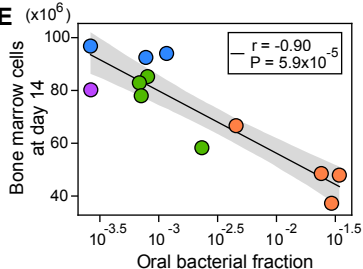 E
(x10⁶)
100
80
60
40
Bone marrow cells
at day 14
r = -0.90
P = 5.9x10⁻⁵
10⁻³·⁵
10⁻³
10⁻²·⁵
10⁻²
10⁻¹·⁵
Oral bacterial fraction